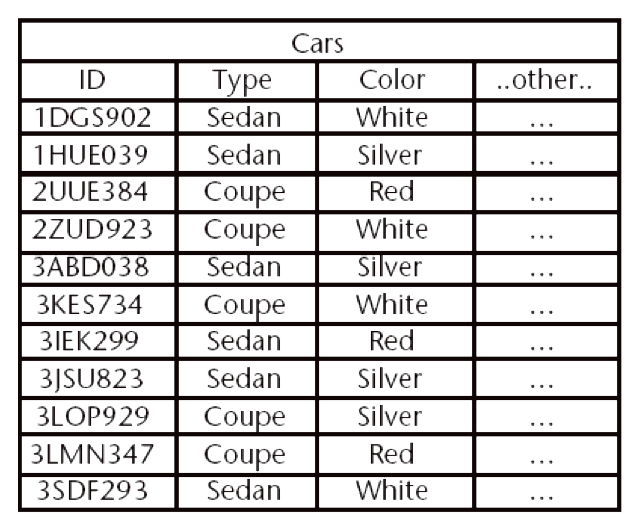 Cars
ID Type Color ..other..
1DGS902 Sedan White ...
1HUE039 Sedan Silver ...
2UUE384 Coupe Red ...
2ZUD923 Coupe White ...
3ABD038 Sedan Silver ...
3KES734 Coupe White ...
3IEK299 Sedan Red ...
3JSU823 Sedan Silver ...
3LOP929 Coupe Silver ...
3LMN347 Coupe Red ...
3SDF293 Sedan White ...